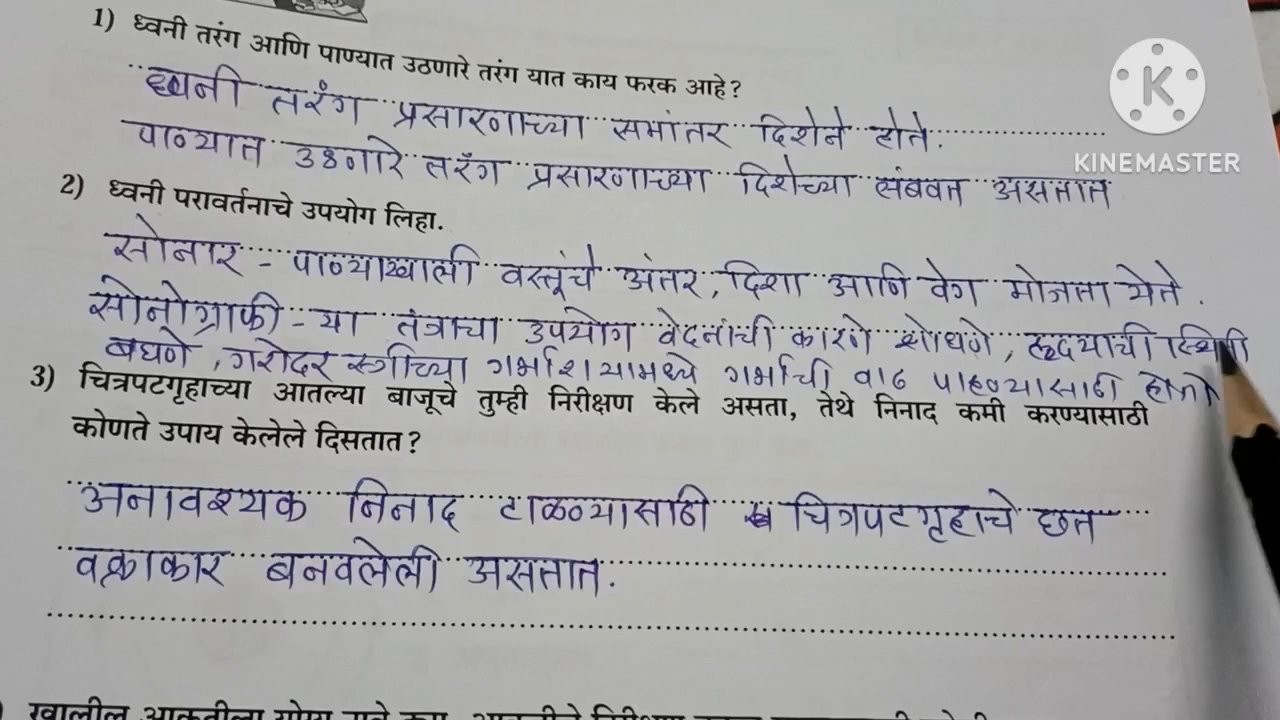 1) ध्वनी तरंग आणि पाण्यात उठणारे तरंग यात काय फरक आहे?
ध्वनी तरंग प्रसारणाच्या समांतर दिशेने होते.
पाण्यात उठणारे तरंग प्रसारणाच्या दिशेच्या लंबवत असतात
2) ध्वनी परावर्तनाचे उपयोग लिहा.
सोनार - पाण्याखाली वस्तूंचे अंतर, दिशा आणि वेग मोजता येते.
सोनोग्राफी - या तंत्राचा उपयोग वेदनांची कारणे शोधणे, हृदयाची स्थिती
बघणे, गरोदर स्त्रीच्या गर्भाशयामध्ये गर्भाची वाढ पाहण्यासाठी होतो
3) चित्रपटगृहाच्या आतल्या बाजूचे तुम्ही निरीक्षण केले असता, तेथे निनाद कमी करण्यासाठी
कोणते उपाय केलेले दिसतात?
अनावश्यक निनाद टाळण्यासाठी चित्रपटगृहाचे छत
वक्राकार बनवलेली असतात.
खालील
K
KINEMASTER